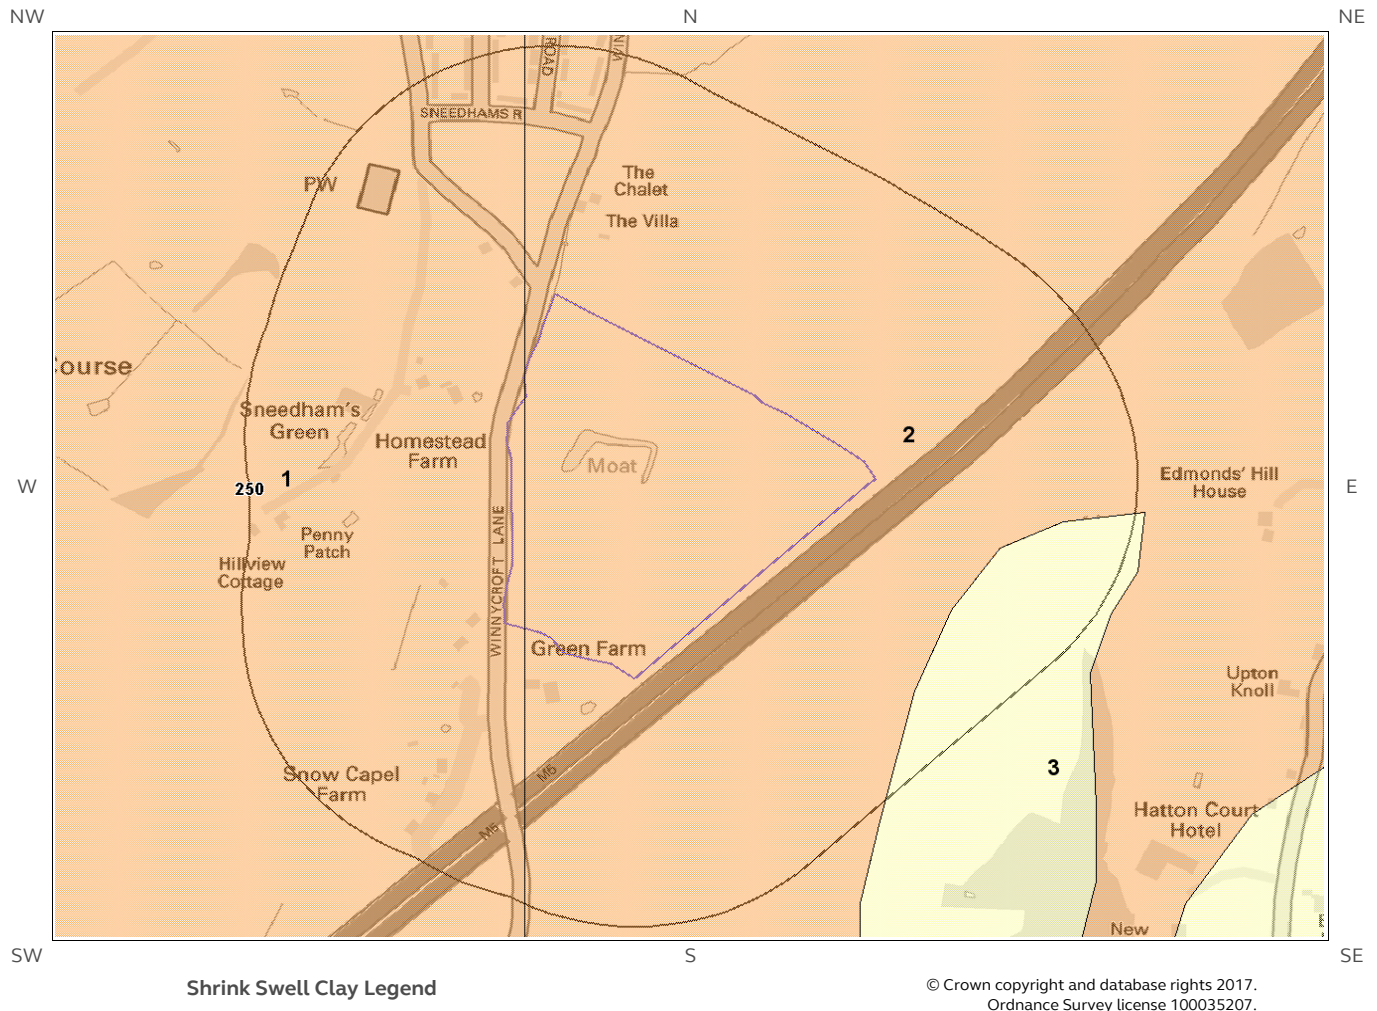 NW
N
NE
ROAD
SNEEDHAMS R
The
Chalet
PW
The Villa
Course
Sneedham's
Green
Homestead
Farm
Moat
2
1
250
W
E
Edmonds' Hill
House
Penny
Patch
Hillview
Cottage
WINNYCROFT LANE
Green Farm
Upton
Knoll
3
Snow Capel
Farm
M5
M5
Hatton Court
Hotel
New
SW
S
SE
Shrink Swell Clay Legend
© Crown copyright and database rights 2017.
Ordnance Survey license 100035207.